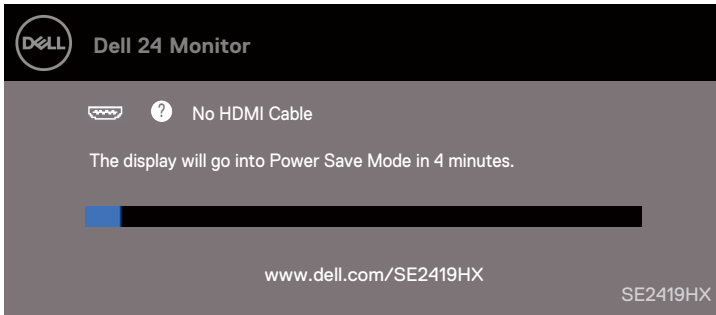 DELL Dell 24 Monitor
? No HDMI Cable
The display will go into Power Save Mode in 4 minutes.
www.dell.com/SE2419HX
SE2419HX